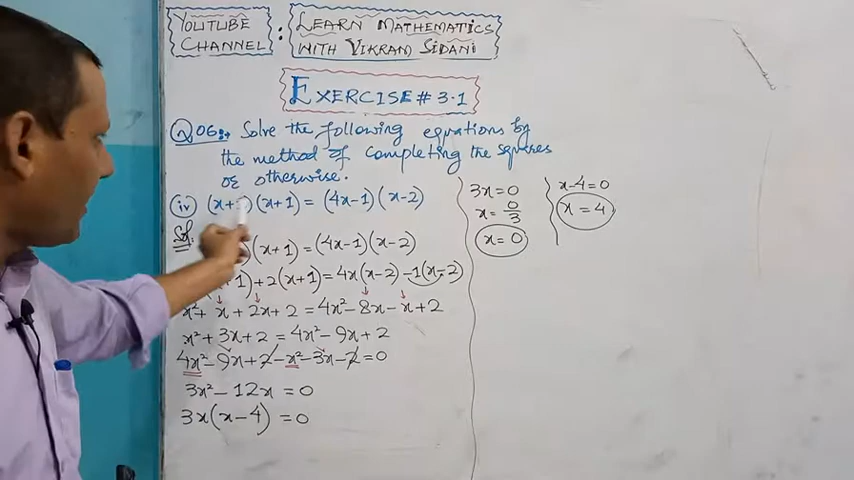 YOUTUBE CHANNEL : LEARN MATHEMATICS WITH VIKRAM SIDANI
EXERCISE # 3.1
Q 06:- Solve the following equations by
the method of completing the squares
or otherwise.
(iv) (x+ )(x+1) = (4x-1)(x-2)
Sol: (x+1) = (4x-1)(x-2)
+1)+2(x+1) = 4x(x-2) -1(x-2)
x²+ x + 2x + 2 = 4x² - 8x - x + 2
x² + 3x + 2 = 4x² - 9x + 2
4x² - 9x + 2 - x² - 3x - 2 = 0
3x² - 12x = 0
3x(x-4) = 0
3x = 0
x = 0/3
x = 0
x-4 = 0
x = 4